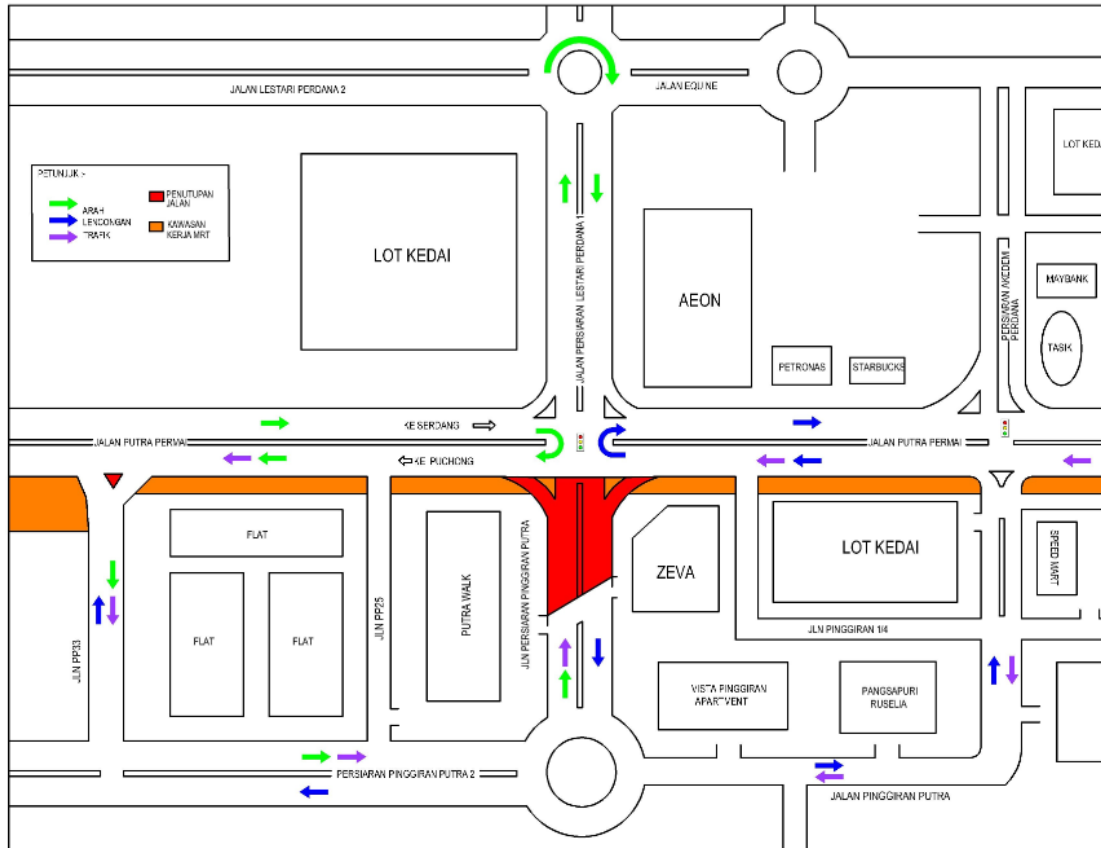 JALAN LESTARI PERDANA 2
JALAN EQUINE
PETUNJUK :-
ARAH
LENCONGAN
TRAFIK
PENUTUPAN
JALAN
KAWASAN
KERJA MRT
LOT KEDAI
JALAN PERSIARAN LESTARI PERDANA 1
AEON
PETRONAS
STARBUCKS
PERSIARAN AKEDEMI
PERDANA
LOT KEDA
MAYBANK
TASIK
KE SERDANG
JALAN PUTRA PERMAI
KE PUCHONG
JALAN PUTRA PERMAI
JLN PP33
FLAT
FLAT
FLAT
JLN PP25
PUTRA WALK
JLN PERSIARAN PINGGIRAN PUTRA
ZEVA
LOT KEDAI
SPEED MART
JLN PINGGIRAN 1/4
VISTA PINGGIRAN
APARTVENT
PANGSAPURI
RUSELIA
PERSIARAN PINGGIRAN PUTRA 2
JALAN PINGGIRAN PUTRA